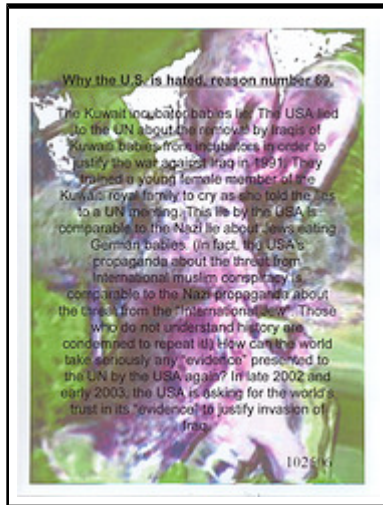 Why the U.S. is hated, reason number 69.
The Kuwait incubator babies lie. The USA lied
to the UN about the removal by Iraqis of
Kuwaiti babies from incubators in order to
justify the war against Iraq in 1991. They
trained a young female member of the
Kuwaiti royal family to cry as she told the lies
to a UN meeting. This lie by the USA is
comparable to the Nazi lie about Jews eating
German babies. (In fact, the USA's
propaganda about the threat from
International muslim conspiracy is
comparable to the Nazi propaganda about
the threat from the "International Jew". Those
who do not understand history are
condemned to repeat it!) How can the world
take seriously any "evidence" presented to
the UN by the USA again? In late 2002 and
early 2003, the USA is asking for the world's
trust in its "evidence" to justify invasion of
Iraq.